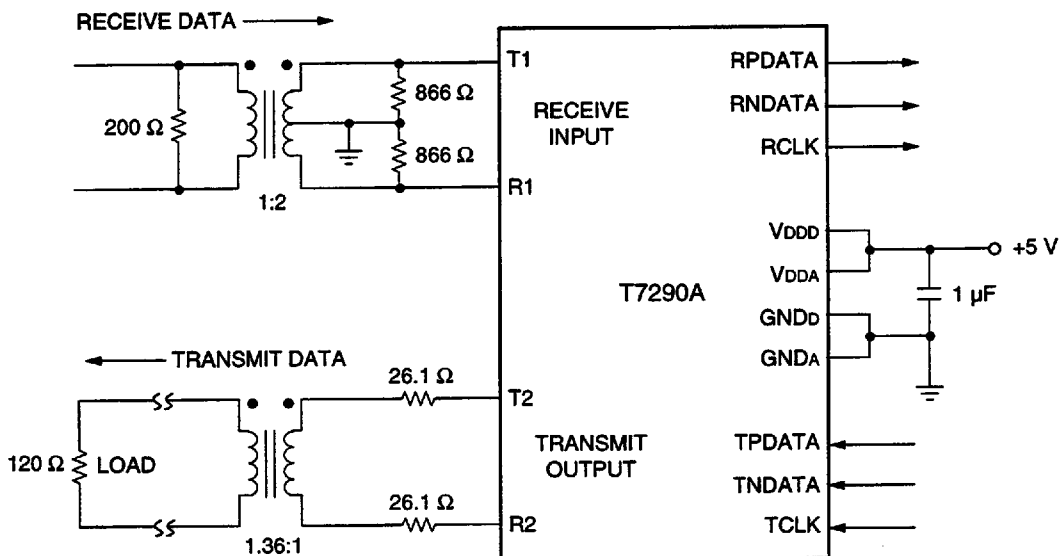 RECEIVE DATA
T1
RPDATA
866 Ω
RECEIVE
INPUT
RNDATA
200 Ω
866 Ω
RCLK
R1
1:2
VDDD
+5 V
VDDA
T7290A
1 µF
GNDD
GNDA
TRANSMIT DATA
26.1 Ω
T2
120 Ω
LOAD
TRANSMIT
OUTPUT
TPDATA
TNDATA
26.1 Ω
R2
TCLK
1.36:1